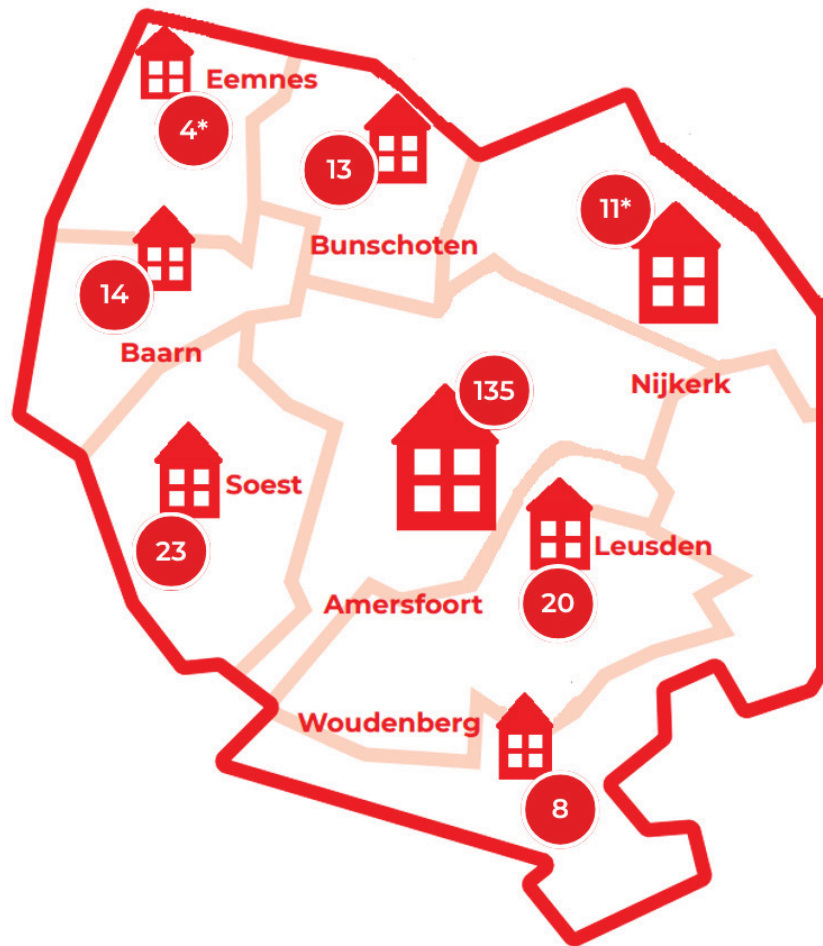 Eemnes
4*
13
11*
Bunschoten
14
Baarn
135
Nijkerk
Soest
23
Leusden
Amersfoort
20
Woudenberg
8